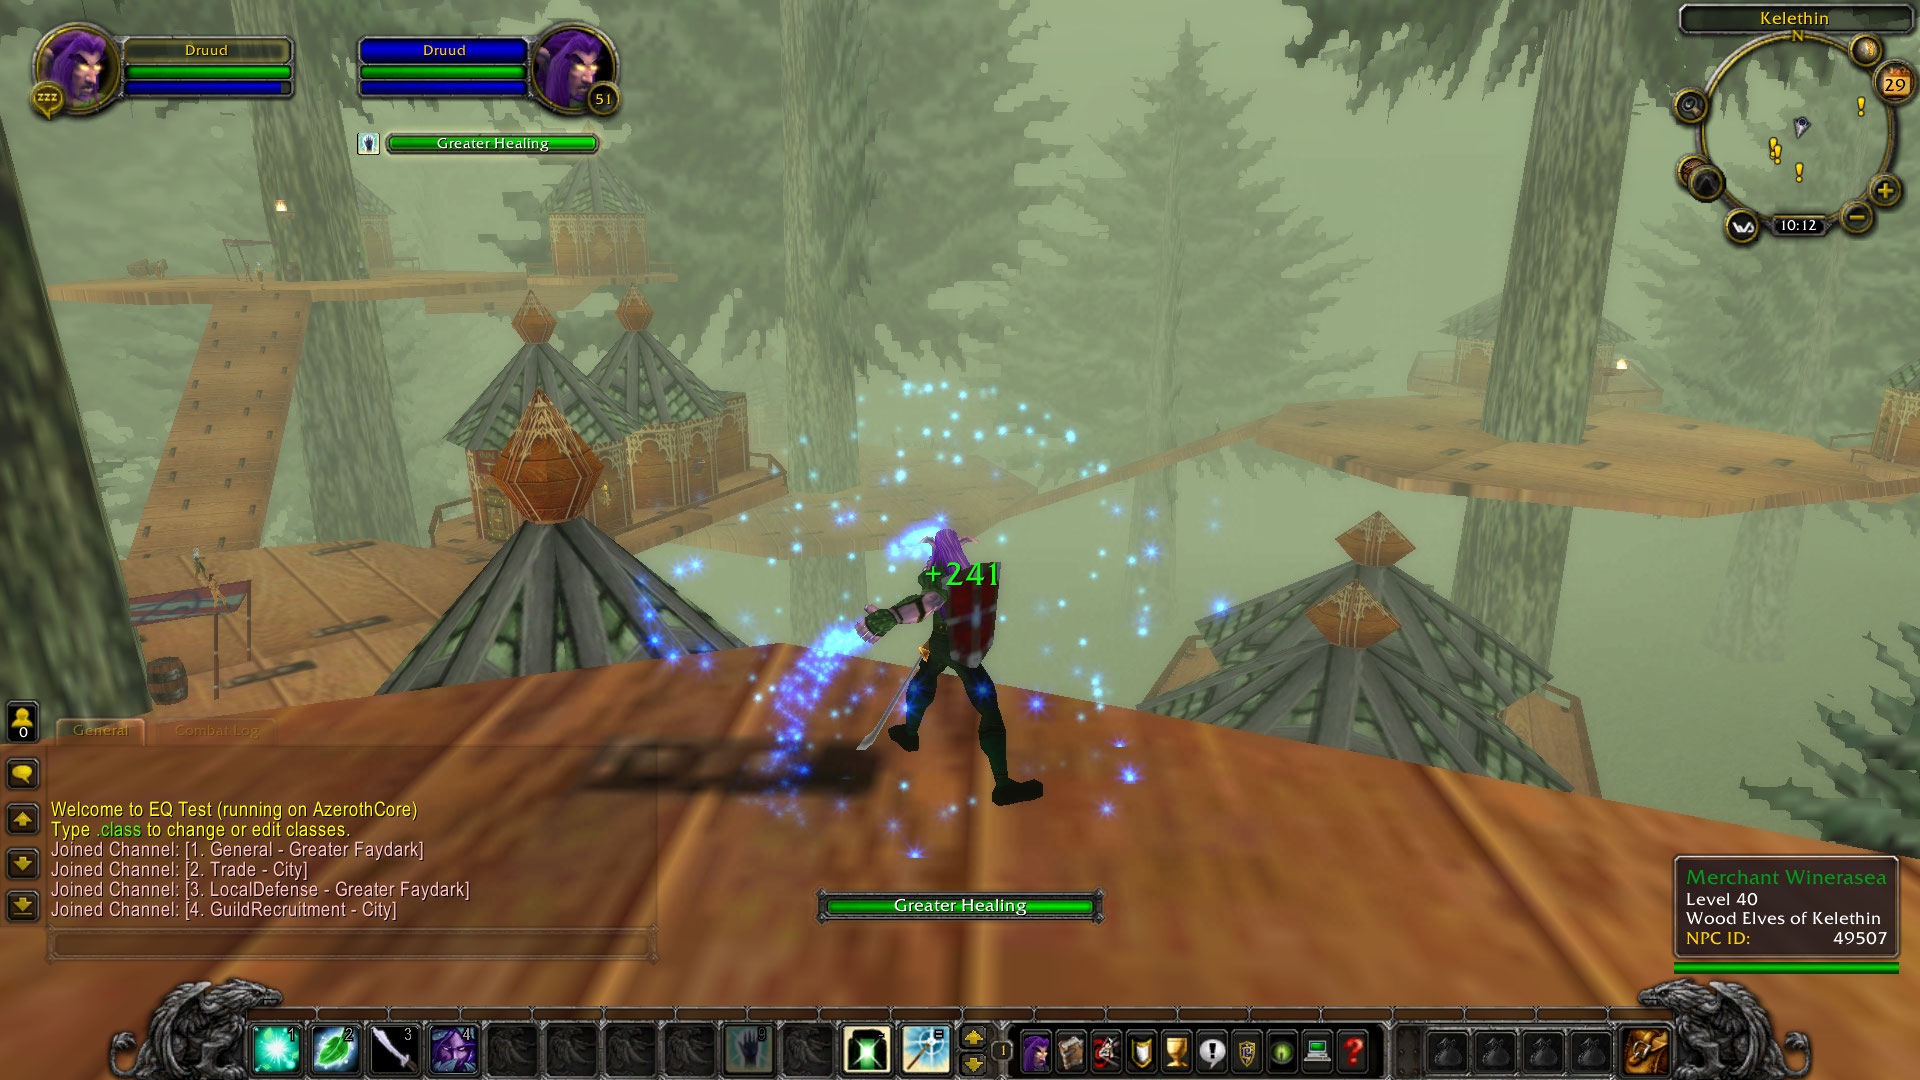 Druud
zzz
Druud
51
Greater Healing
Kelethin
N
29
10:12
+241
0
General
Combat Log
Welcome to EQ Test (running on AzerothCore)
Type .class to change or edit classes.
Joined Channel: [1. General - Greater Faydark]
Joined Channel: [2. Trade - City]
Joined Channel: [3. LocalDefense - Greater Faydark]
Joined Channel: [4. GuildRecruitment - City]
Greater Healing
Merchant Winerasea
Level 40
Wood Elves of Kelethin
NPC ID: 49507
1 2 3 4 9 = 1